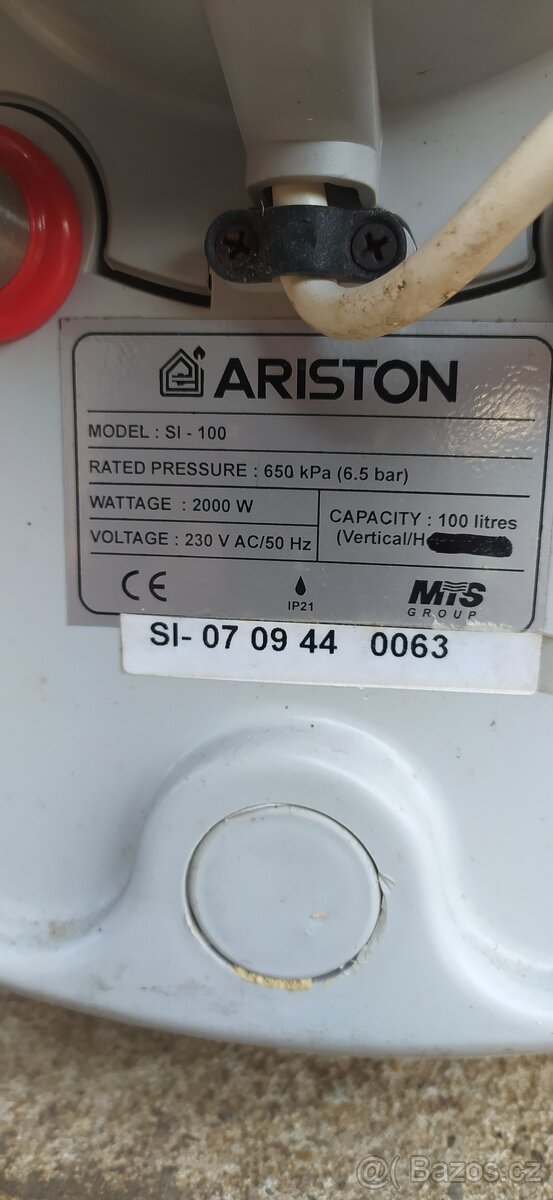 ARISTON
MODEL : SI - 100
RATED PRESSURE : 650 kPa (6.5 bar)
WATTAGE : 2000 W
VOLTAGE : 230 V AC/50 Hz
CAPACITY : 100 litres
(Vertical/H
CE
IP21
MTS
GROUP
SI- 07 09 44 0063
@( Bazos.cz